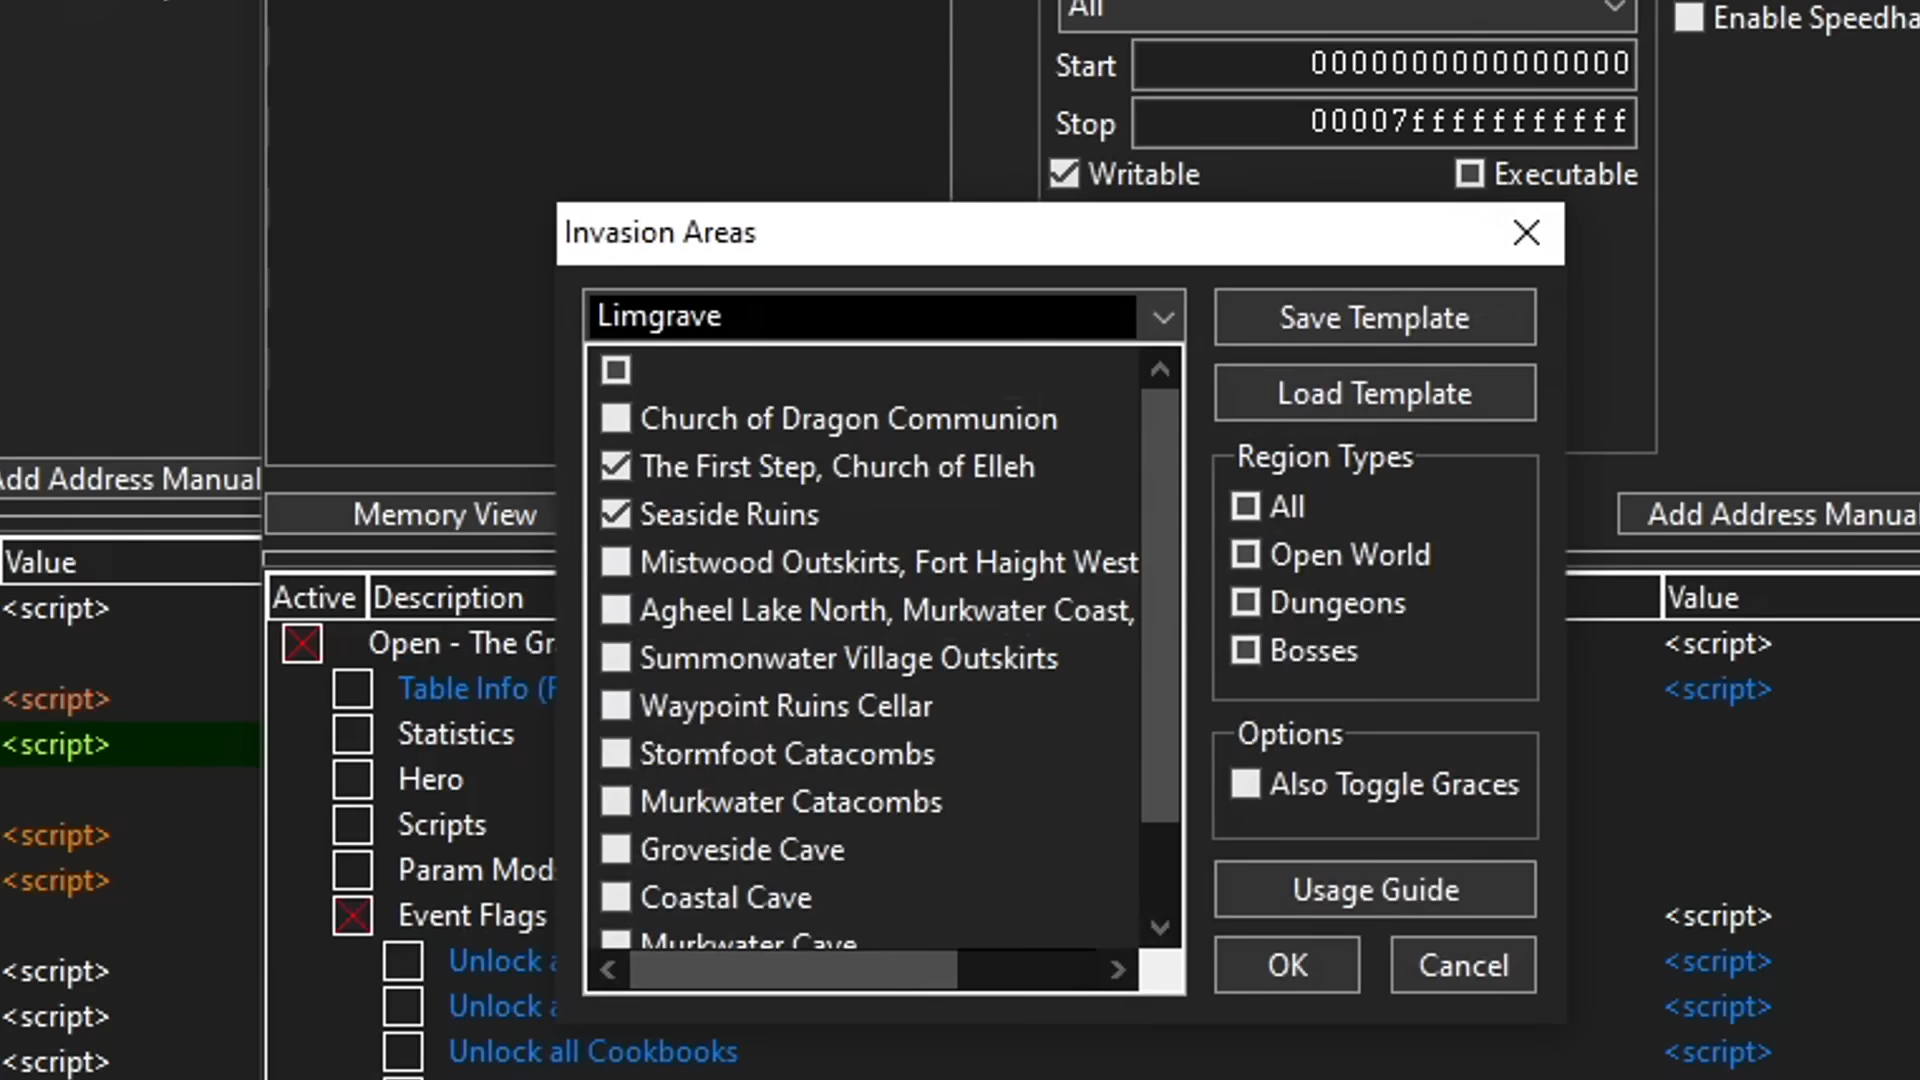 All
Enable Speedha
Start 0000000000000000
Stop 00007fffffffffff
Writable Executable
Invasion Areas
Limgrave
Church of Dragon Communion
The First Step, Church of Elleh
Seaside Ruins
Mistwood Outskirts, Fort Haight West
Agheel Lake North, Murkwater Coast,
Summonwater Village Outskirts
Waypoint Ruins Cellar
Stormfoot Catacombs
Murkwater Catacombs
Groveside Cave
Coastal Cave
Murkwater Cave
Save Template
Load Template
Region Types
All
Open World
Dungeons
Bosses
Options
Also Toggle Graces
Usage Guide
OK Cancel
Add Address Manual
Value
<script>
<script>
<script>
<script>
<script>
<script>
<script>
<script>
Memory View
Add Address Manua
Active Description
Value
Open - The Gr
<script>
Table Info (F
<script>
Statistics
Hero
Scripts
Param Mod
Event Flags
<script>
Unlock a
<script>
Unlock a
<script>
Unlock all Cookbooks
<script>